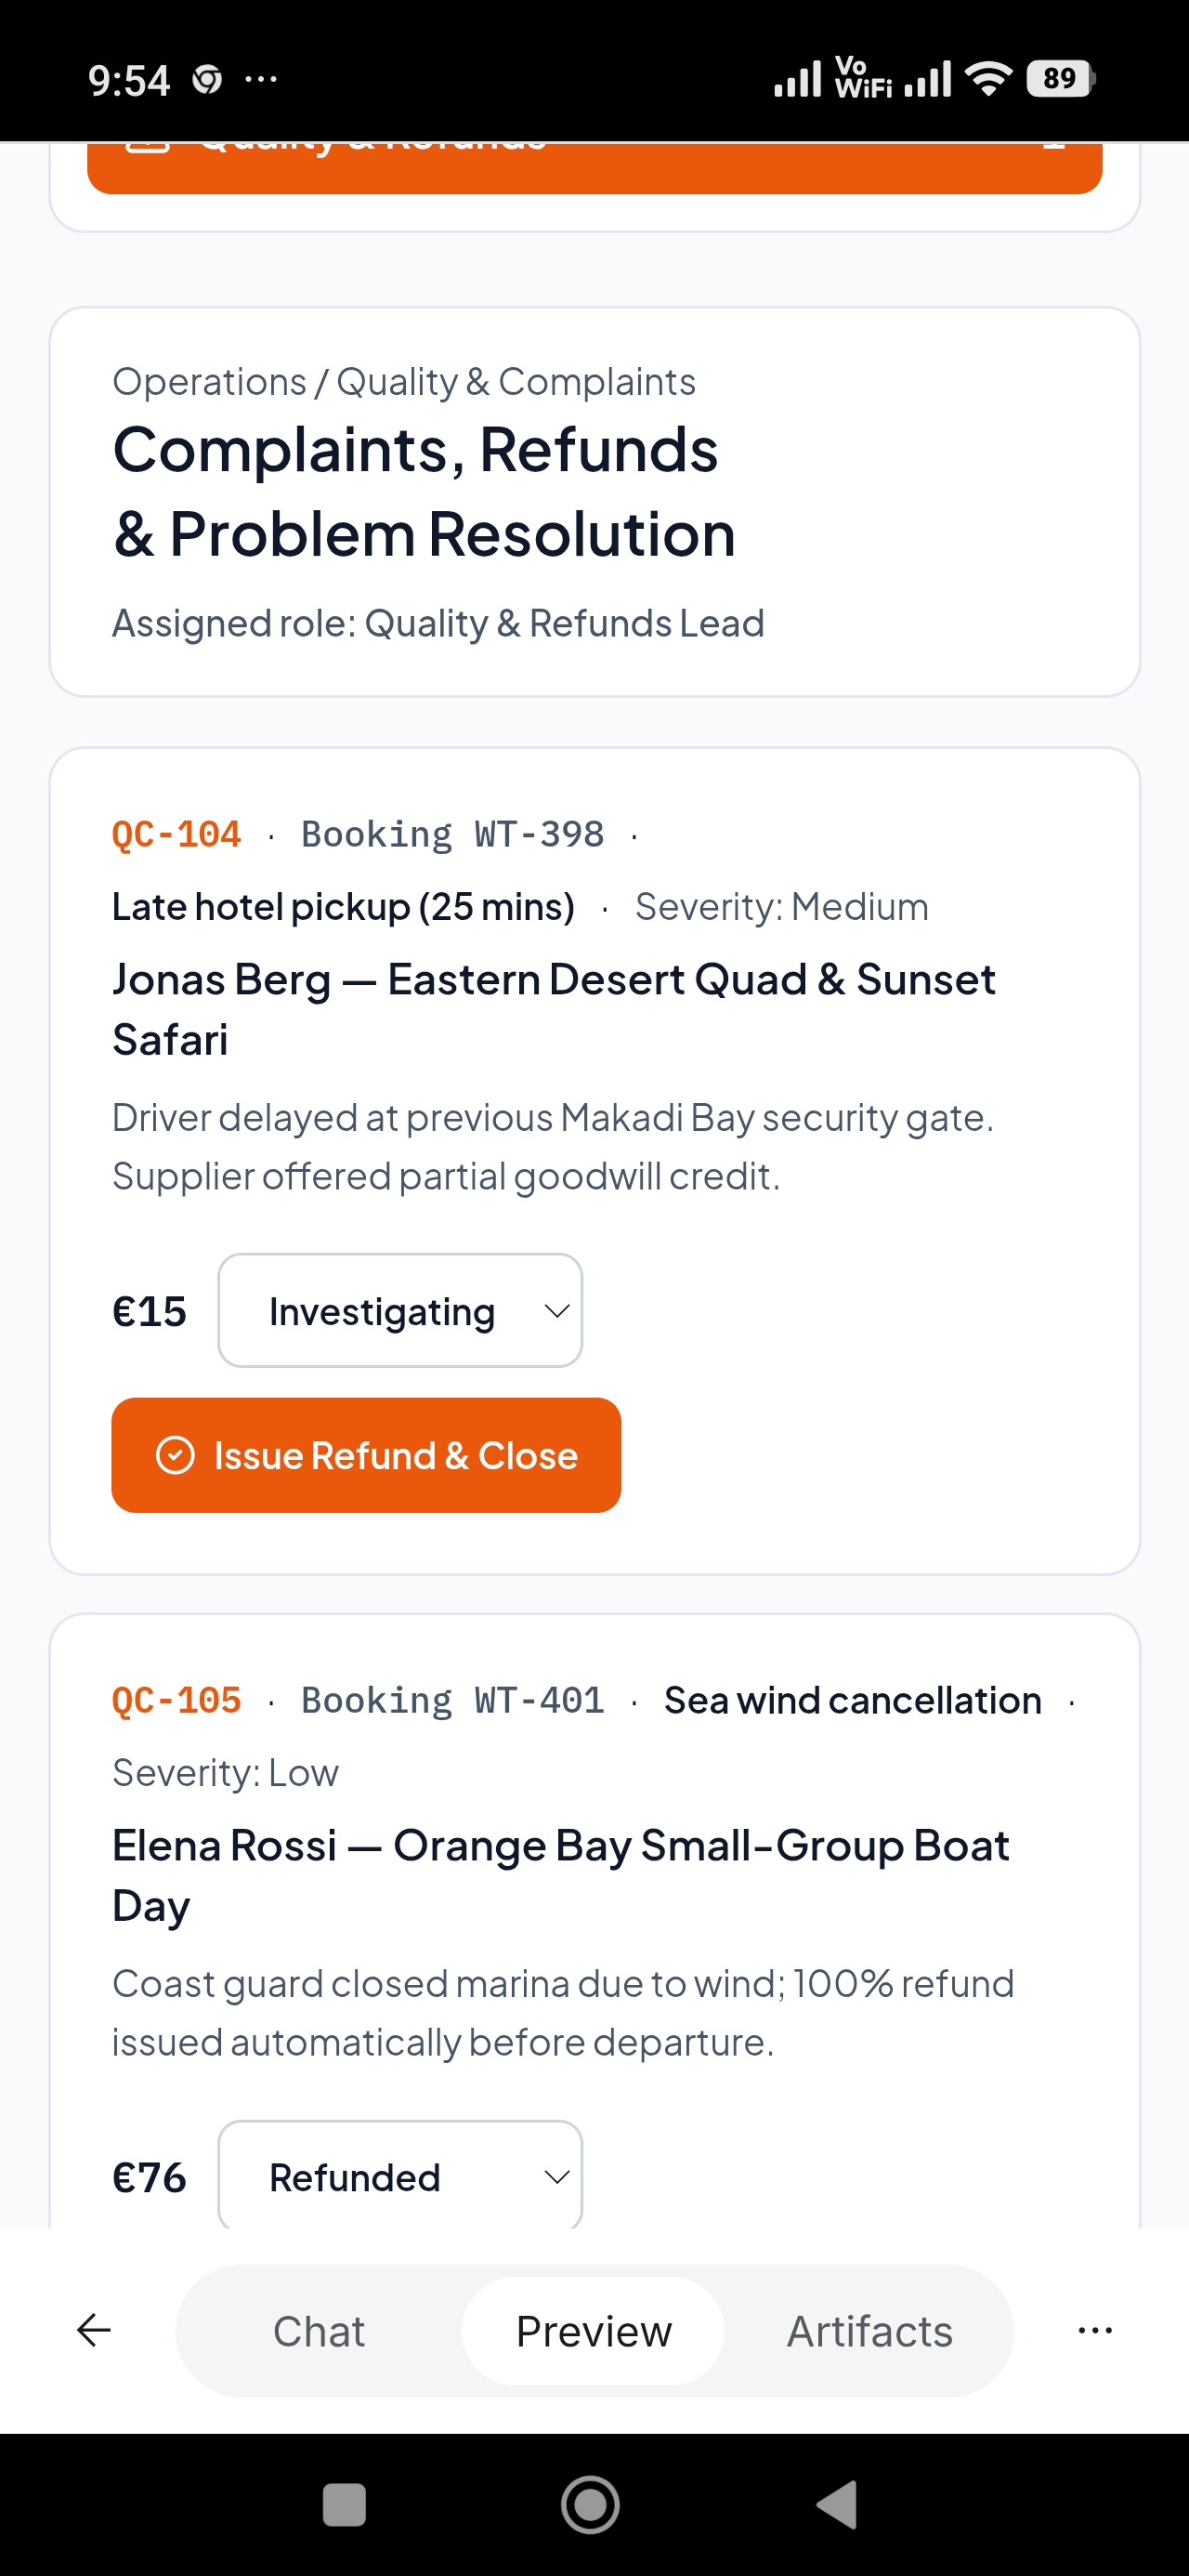 9:54 ...
Vo
WiFi
89
Quality & Refunds 1
Operations / Quality & Complaints
Complaints, Refunds
& Problem Resolution
Assigned role: Quality & Refunds Lead
QC-104 · Booking WT-398 ·
Late hotel pickup (25 mins) · Severity: Medium
Jonas Berg — Eastern Desert Quad & Sunset
Safari
Driver delayed at previous Makadi Bay security gate.
Supplier offered partial goodwill credit.
€15 Investigating
Issue Refund & Close
QC-105 · Booking WT-401 · Sea wind cancellation ·
Severity: Low
Elena Rossi — Orange Bay Small-Group Boat
Day
Coast guard closed marina due to wind; 100% refund
issued automatically before departure.
€76 Refunded
Chat Preview Artifacts ...